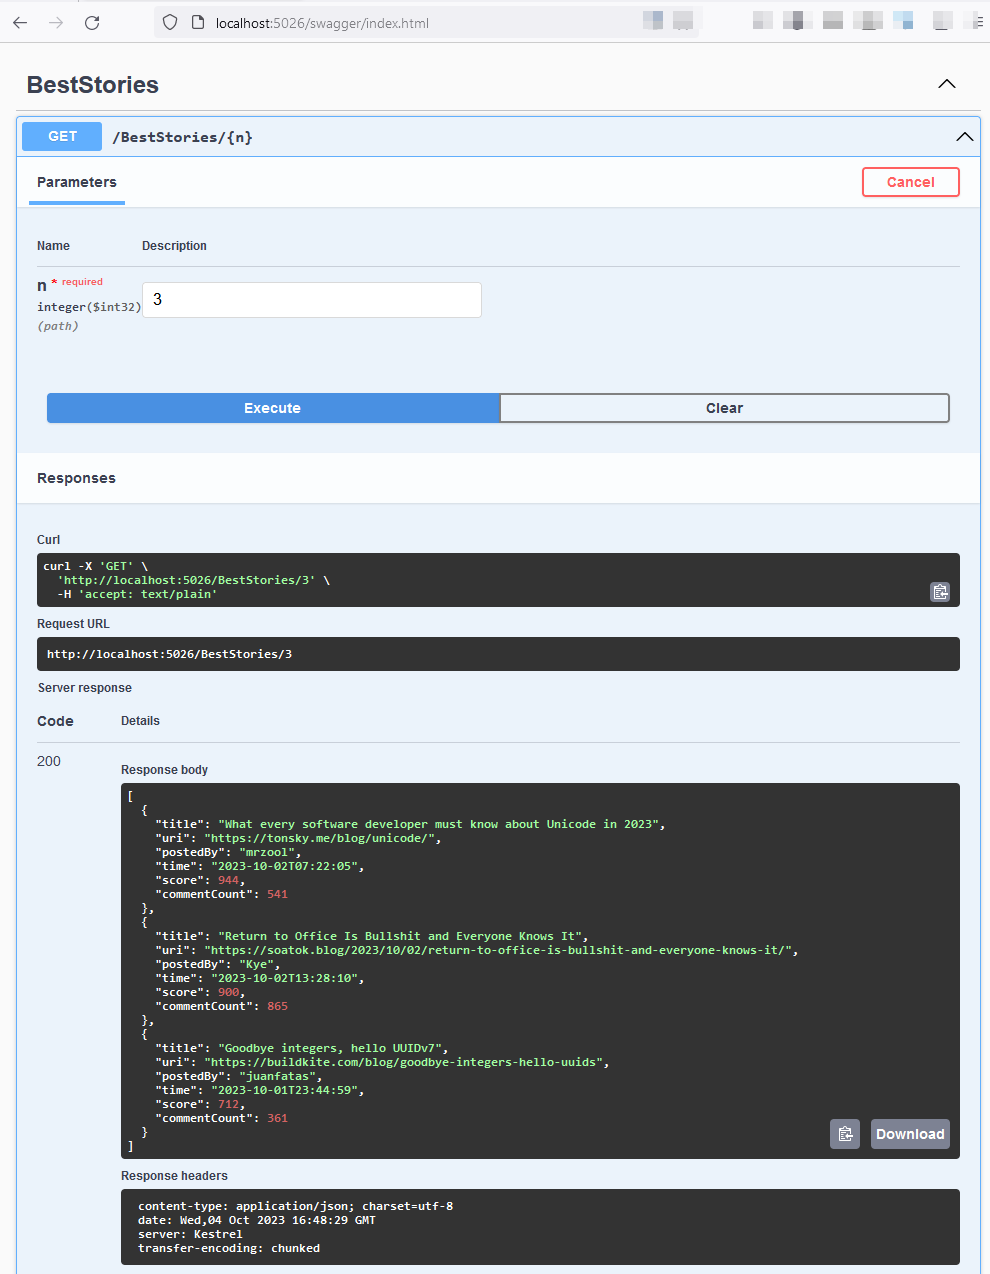 localhost:5026/swagger/index.html
BestStories
GET /BestStories/{n}
Parameters
Cancel
Name Description
n * required
integer($int32)
(path)
3
Execute Clear
Responses
Curl
curl -X 'GET' \
'http://localhost:5026/BestStories/3' \
-H 'accept: text/plain'
Request URL
http://localhost:5026/BestStories/3
Server response
Code Details
200
Response body
[
{
"title": "What every software developer must know about Unicode in 2023",
"uri": "https://tonsky.me/blog/unicode/",
"postedBy": "mrzool",
"time": "2023-10-02T07:22:05",
"score": 944,
"commentCount": 541
},
{
"title": "Return to Office Is Bullshit and Everyone Knows It",
"uri": "https://soatok.blog/2023/10/02/return-to-office-is-bullshit-and-everyone-knows-it/",
"postedBy": "Kye",
"time": "2023-10-02T13:28:10",
"score": 900,
"commentCount": 865
},
{
"title": "Goodbye integers, hello UUIDv7",
"uri": "https://buildkite.com/blog/goodbye-integers-hello-uuids",
"postedBy": "juanfatas",
"time": "2023-10-01T23:44:59",
"score": 712,
"commentCount": 361
}
]
Download
Response headers
content-type: application/json; charset=utf-8
date: Wed,04 Oct 2023 16:48:29 GMT
server: Kestrel
transfer-encoding: chunked